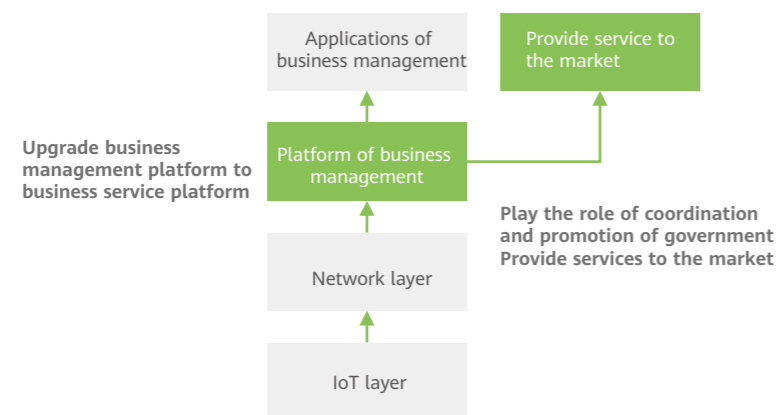 Applications of
business management
Provide service to
the market
Upgrade business
management platform to
business service platform
Platform of business
management
Play the role of coordination
and promotion of government
Provide services to the market
Network layer
IoT layer